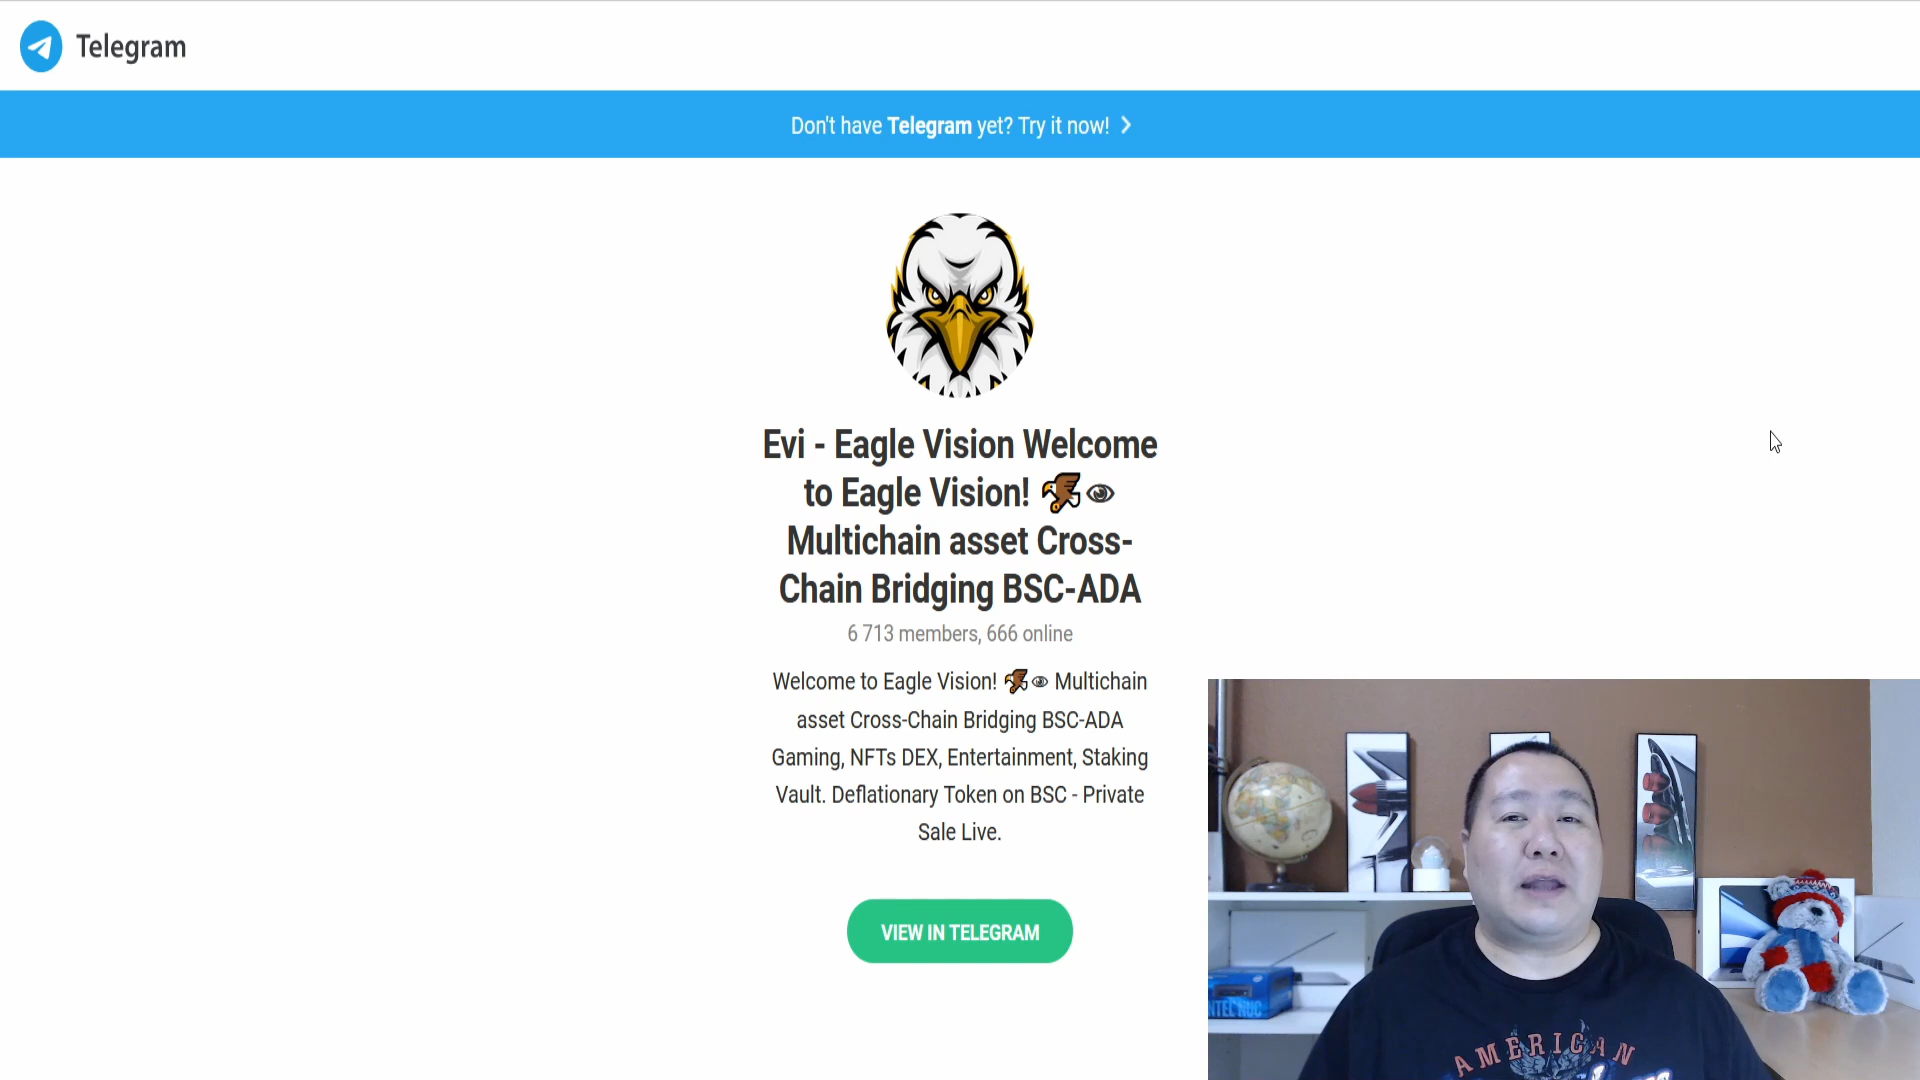 Telegram
Don't have Telegram yet? Try it now!
Evi - Eagle Vision Welcome
to Eagle Vision! 🦅👁
Multichain asset Cross-
Chain Bridging BSC-ADA
6 713 members, 666 online
Welcome to Eagle Vision! 🦅👁 Multichain
asset Cross-Chain Bridging BSC-ADA
Gaming, NFTs DEX, Entertainment, Staking
Vault. Deflationary Token on BSC - Private
Sale Live.
VIEW IN TELEGRAM
NTEL NUC
AMERICAN